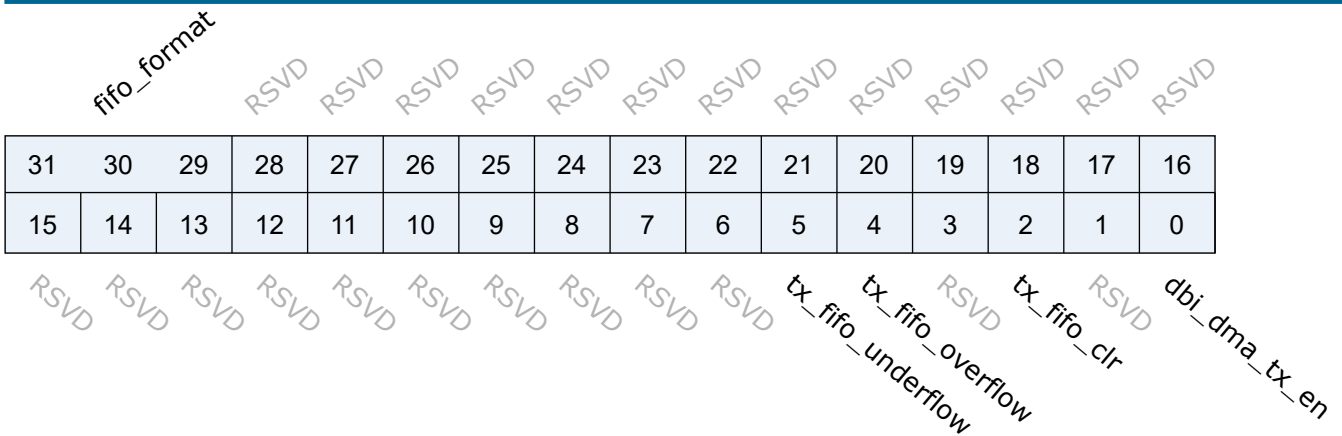 fifo_format RSVD RSVD RSVD RSVD RSVD RSVD RSVD RSVD RSVD RSVD RSVD RSVD RSVD
31 30 29 28 27 26 25 24 23 22 21 20 19 18 17 16
15 14 13 12 11 10 9 8 7 6 5 4 3 2 1 0
RSVD RSVD RSVD RSVD RSVD RSVD RSVD RSVD RSVD RSVD tx_fifo_underflow tx_fifo_overflow RSVD tx_fifo_clr RSVD dbi_dma_tx_en